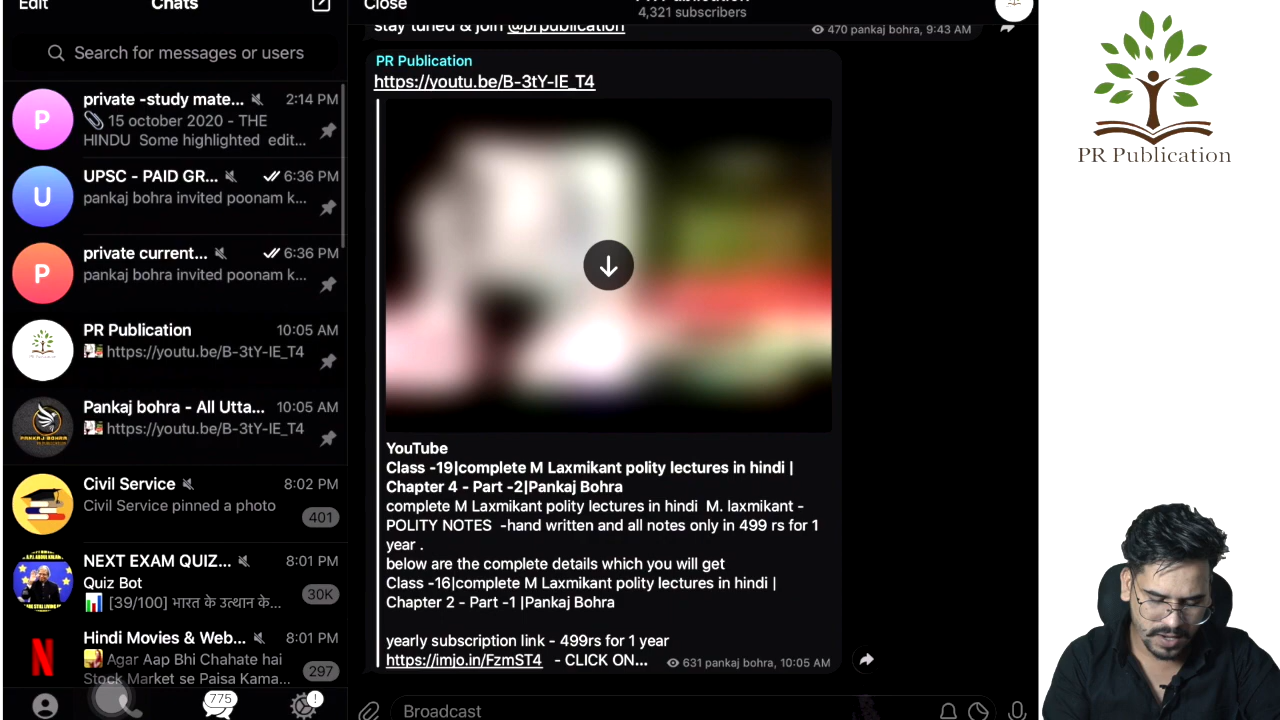 Edit
Chats
Close
4,321 subscribers
Search for messages or users
private -study mate...
2:14 PM
15 october 2020 - THE
HINDU Some highlighted edit...
UPSC - PAID GR...
6:36 PM
pankaj bohra invited poonam k...
private current...
6:36 PM
pankaj bohra invited poonam k...
PR Publication
10:05 AM
https://youtu.be/B-3tY-IE_T4
Pankaj bohra - All Utta...
10:05 AM
https://youtu.be/B-3tY-IE_T4
Civil Service
8:02 PM
Civil Service pinned a photo
401
NEXT EXAM QUIZ...
8:01 PM
Quiz Bot
[39/100] भारत के उत्थान के...
30K
Hindi Movies & Web...
8:01 PM
Agar Aap Bhi Chahate hai
Stock Market se Paisa Kama...
297
775
stay tuned & join @prpublication
470 pankaj bohra, 9:43 AM
PR Publication
https://youtu.be/B-3tY-IE_T4
YouTube
Class -19|complete M Laxmikant polity lectures in hindi |
Chapter 4 - Part -2|Pankaj Bohra
complete M Laxmikant polity lectures in hindi M. laxmikant -
POLITY NOTES -hand written and all notes only in 499 rs for 1
year .
below are the complete details which you will get
Class -16|complete M Laxmikant polity lectures in hindi |
Chapter 2 - Part -1 |Pankaj Bohra
yearly subscription link - 499rs for 1 year
https://imjo.in/FzmST4 - CLICK ON...
631 pankaj bohra, 10:05 AM
Broadcast
PR Publication